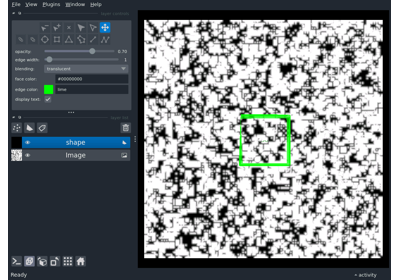 File View Plugins Window Help
opacity: 0.70
edge width: 1
blending: translucent
face color: #00000000
edge color: lime
display text:
shape
Image
Ready
activity